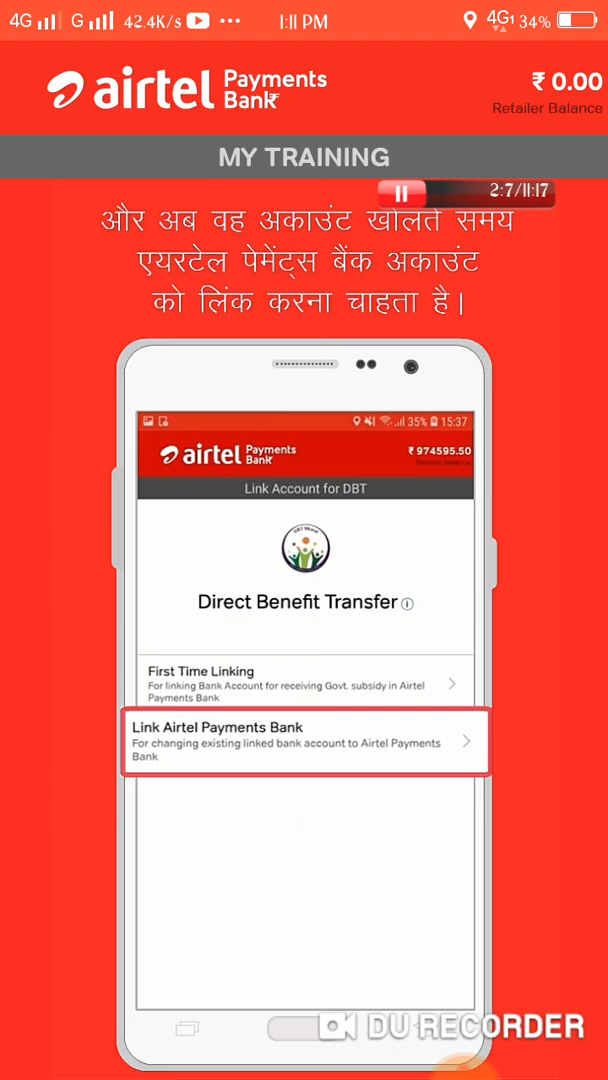 4G G 42.4K/s 1:11 PM 4G 34%
airtel Payments Bank
₹ 0.00
Retailer Balance
MY TRAINING
2:7/11:17
और अब वह अकाउंट खोलते समय
एयरटेल पेमेंट्स बैंक अकाउंट
को लिंक करना चाहता है।
35% 15:37
airtel Payments Bank
₹ 974595.50
Retailer Balance
Link Account for DBT
Direct Benefit Transfer
First Time Linking
For linking Bank Account for receiving Govt. subsidy in Airtel
Payments Bank
Link Airtel Payments Bank
For changing existing linked bank account to Airtel Payments
Bank
DU RECORDER